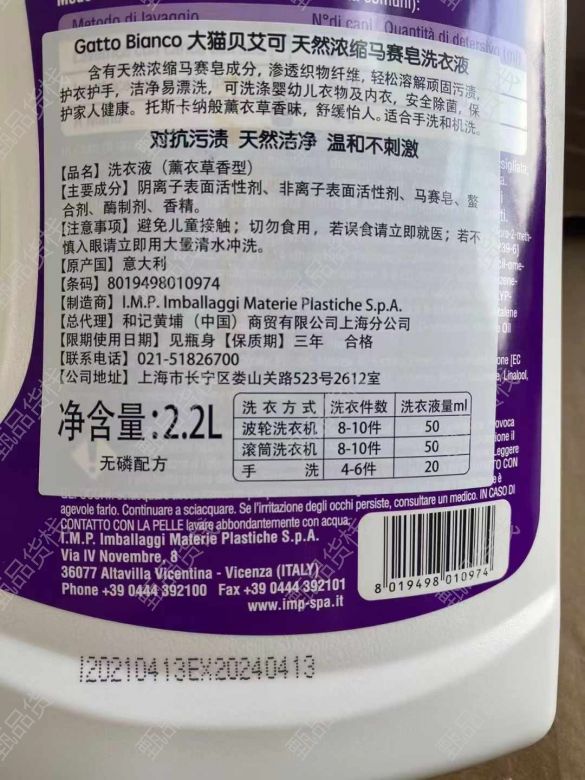 Metodo di lavaggio N°di capi Quantità di detersivo (ml)
Gatto Bianco 大猫贝艾可 天然浓缩马赛皂洗衣液
含有天然浓缩马赛皂成分，渗透织物纤维，轻松溶解顽固污渍，
护衣护手，洁净易漂洗，可洗涤婴幼儿衣物及内衣，安全除菌，保
护家人健康。托斯卡纳般薰衣草香味，舒缓怡人。适合手洗和机洗。
对抗污渍 天然洁净 温和不刺激
【品名】洗衣液（薰衣草香型）
【主要成分】阴离子表面活性剂、非离子表面活性剂、马赛皂、螯
合剂、酶制剂、香精。
【注意事项】避免儿童接触；切勿食用，若误食请立即就医；若不
慎入眼请立即用大量清水冲洗。
【原产国】意大利
【条码】8019498010974
【制造商】I.M.P. Imballaggi Materie Plastiche S.p.A.
【总代理】和记黄埔（中国）商贸有限公司上海分公司
【限期使用日期】见瓶身【保质期】三年 合格
【联系电话】021-51826700
【公司地址】上海市长宁区娄山关路523号2612室
净含量:2.2L
无磷配方
洗衣方式 洗衣件数 洗衣液量ml
波轮洗衣机 8-10件 50
滚筒洗衣机 8-10件 50
手 洗 4-6件 20
agevole farlo. Continuare a sciacquare. Se l'irritazione degli occhi persiste, consultare un medico. IN CASO DI
CONTATTO CON LA PELLE lavare abbondantemente con acqua.
I.M.P. Imballaggi Materie Plastiche S.p.A.
Via IV Novembre, 8
36077 Altavilla Vicentina - Vicenza (ITALY)
Phone +39 0444 392100 Fax +39 0444 392101
www.imp-spa.it
8 019498 010974
20210413EX20240413
甄品货栈